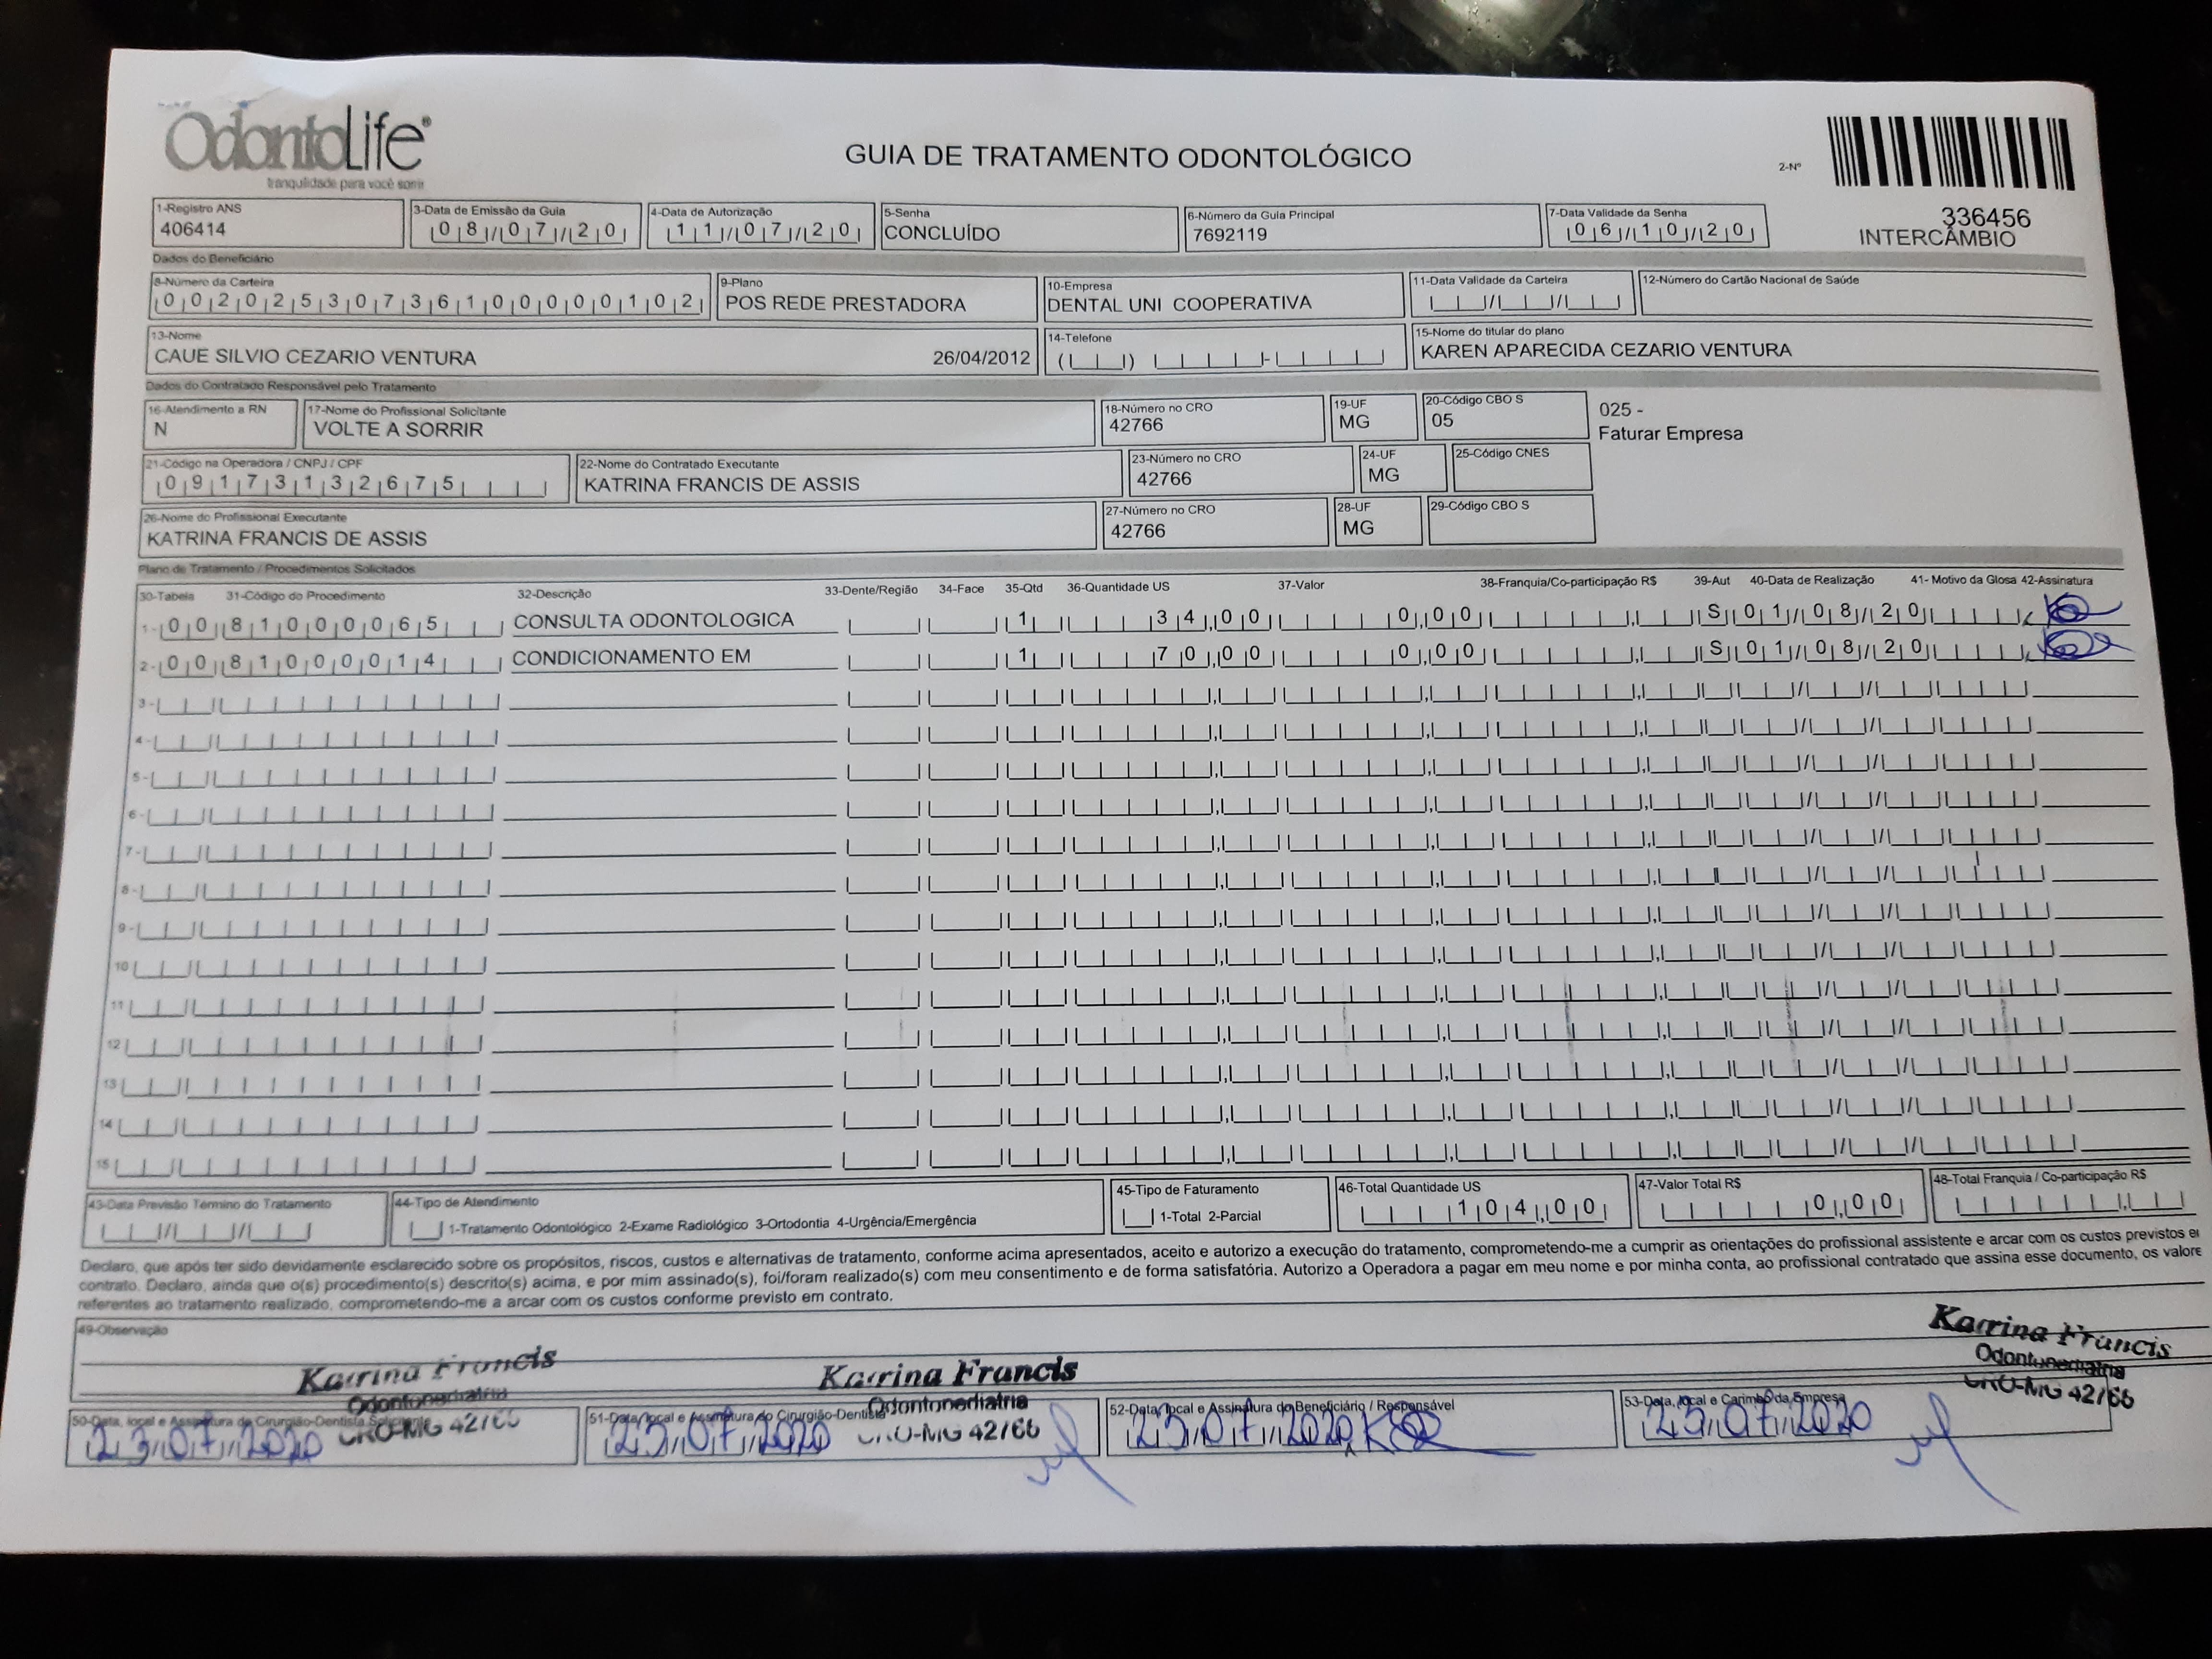 OdontoLife®
tranquilidade para você sorrir
GUIA DE TRATAMENTO ODONTOLÓGICO
2-Nº
336456
INTERCÂMBIO
1-Registro ANS
406414
3-Data de Emissão da Guia
08/07/20
4-Data de Autorização
11/07/20
5-Senha
CONCLUÍDO
6-Número da Guia Principal
7692119
7-Data Validade da Senha
06/10/20
Dados do Beneficiário
8-Número da Carteira
00202530736100000102
9-Plano
POS REDE PRESTADORA
10-Empresa
DENTAL UNI COOPERATIVA
11-Data Validade da Carteira
12-Número do Cartão Nacional de Saúde
13-Nome
CAUE SILVIO CEZARIO VENTURA 26/04/2012
14-Telefone
15-Nome do titular do plano
KAREN APARECIDA CEZARIO VENTURA
Dados do Contratado Responsável pelo Tratamento
16-Atendimento a RN
N
17-Nome do Profissional Solicitante
VOLTE A SORRIR
18-Número no CRO
42766
19-UF
MG
20-Código CBO S
05
025 -
Faturar Empresa
21-Código na Operadora / CNPJ / CPF
09173132675
22-Nome do Contratado Executante
KATRINA FRANCIS DE ASSIS
23-Número no CRO
42766
24-UF
MG
25-Código CNES
26-Nome do Profissional Executante
KATRINA FRANCIS DE ASSIS
27-Número no CRO
42766
28-UF
MG
29-Código CBO S
Plano de Tratamento / Procedimentos Solicitados
30-Tabela 31-Código do Procedimento 32-Descrição 33-Dente/Região 34-Face 35-Qtd 36-Quantidade US 37-Valor 38-Franquia/Co-participação R$ 39-Aut 40-Data de Realização 41- Motivo da Glosa 42-Assinatura
1- 00 81000065 CONSULTA ODONTOLOGICA 1 34,00 0,00 S 01/08/20
2- 00 81000014 CONDICIONAMENTO EM 1 70,00 0,00 S 01/08/20
3-
4-
5-
6-
7-
8-
9-
10
11
12
13
14
15
43-Data Previsão Término do Tratamento
44-Tipo de Atendimento
1-Tratamento Odontológico 2-Exame Radiológico 3-Ortodontia 4-Urgência/Emergência
45-Tipo de Faturamento
1-Total 2-Parcial
46-Total Quantidade US
104,00
47-Valor Total R$
0,00
48-Total Franquia / Co-participação R$
Declaro, que após ter sido devidamente esclarecido sobre os propósitos, riscos, custos e alternativas de tratamento, conforme acima apresentados, aceito e autorizo a execução do tratamento, comprometendo-me a cumprir as orientações do profissional assistente e arcar com os custos previstos
contrato. Declaro, ainda que o(s) procedimento(s) descrito(s) acima, e por mim assinado(s), foi/foram realizado(s) com meu consentimento e de forma satisfatória. Autorizo a Operadora a pagar em meu nome e por minha conta, ao profissional contratado que assina esse documento, os valore
referentes ao tratamento realizado, comprometendo-me a arcar com os custos conforme previsto em contrato.
49-Observação
Katrina Francis
Odontopediatria
CRO-MG 42766
Katrina Francis
Odontopediatria
CRO-MG 42766
Katrina Francis
Odontopediatria
CRO-MG 42766
50-Data, local e Assinatura do Cirurgião-Dentista Solicitante
23/07/2020
51-Data, local e Assinatura do Cirurgião-Dentista
/07/2020
52-Data, local e Assinatura do Beneficiário / Responsável
/07/2020
53-Data, local e Carimbo da Empresa
/07/2020